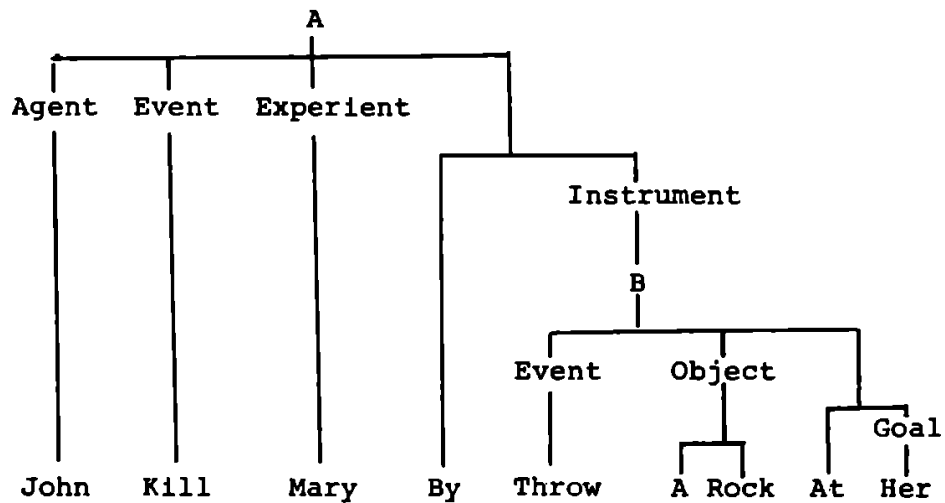 A
Agent Event Experient
Instrument
B
Event Object
Goal
John Kill Mary By Throw A Rock At Her